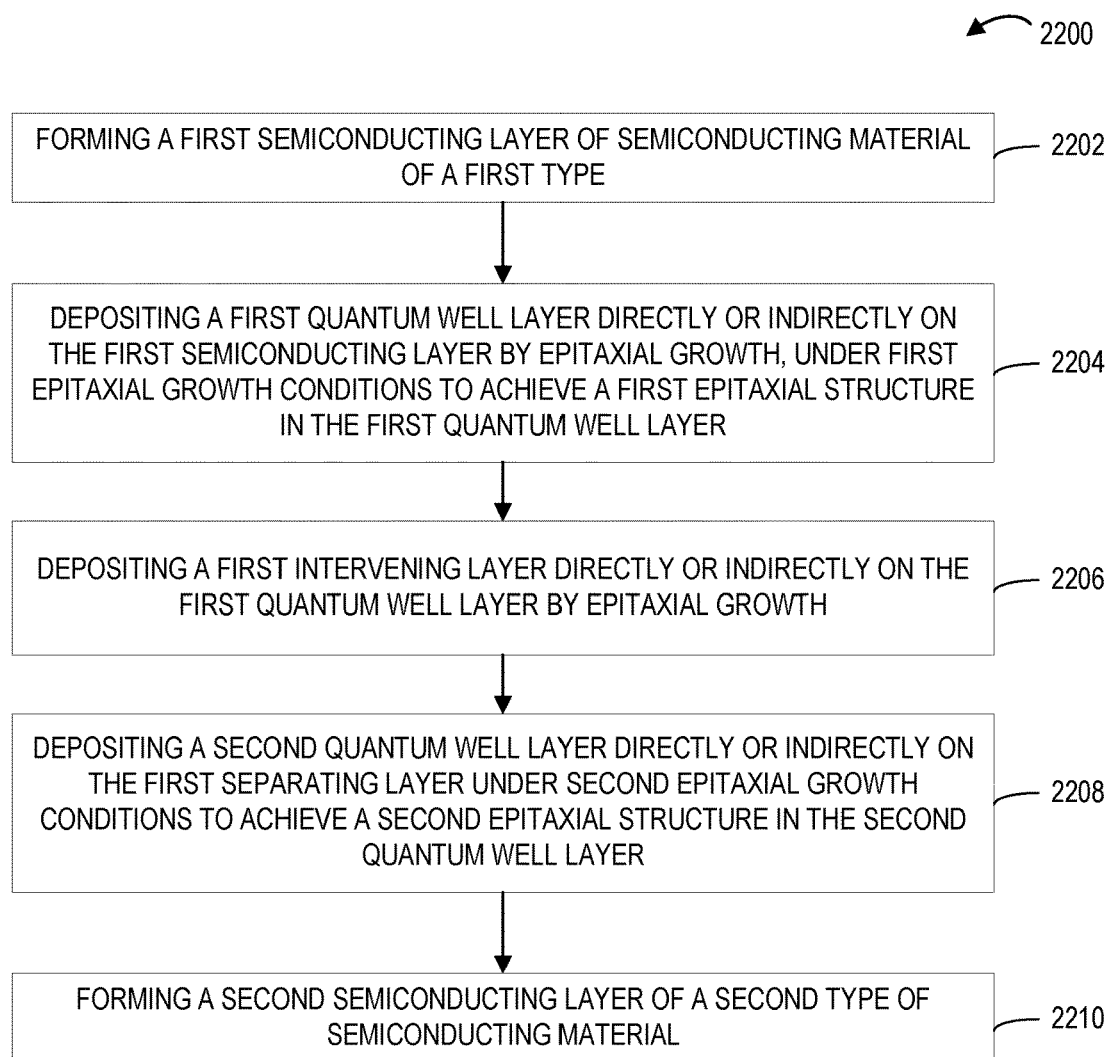 2200
FORMING A FIRST SEMICONDUCTING LAYER OF SEMICONDUCTING MATERIAL
OF A FIRST TYPE
2202
DEPOSITING A FIRST QUANTUM WELL LAYER DIRECTLY OR INDIRECTLY ON
THE FIRST SEMICONDUCTING LAYER BY EPITAXIAL GROWTH, UNDER FIRST
EPITAXIAL GROWTH CONDITIONS TO ACHIEVE A FIRST EPITAXIAL STRUCTURE
IN THE FIRST QUANTUM WELL LAYER
2204
DEPOSITING A FIRST INTERVENING LAYER DIRECTLY OR INDIRECTLY ON THE
FIRST QUANTUM WELL LAYER BY EPITAXIAL GROWTH
2206
DEPOSITING A SECOND QUANTUM WELL LAYER DIRECTLY OR INDIRECTLY ON
THE FIRST SEPARATING LAYER UNDER SECOND EPITAXIAL GROWTH
CONDITIONS TO ACHIEVE A SECOND EPITAXIAL STRUCTURE IN THE SECOND
QUANTUM WELL LAYER
2208
FORMING A SECOND SEMICONDUCTING LAYER OF A SECOND TYPE OF
SEMICONDUCTING MATERIAL
2210